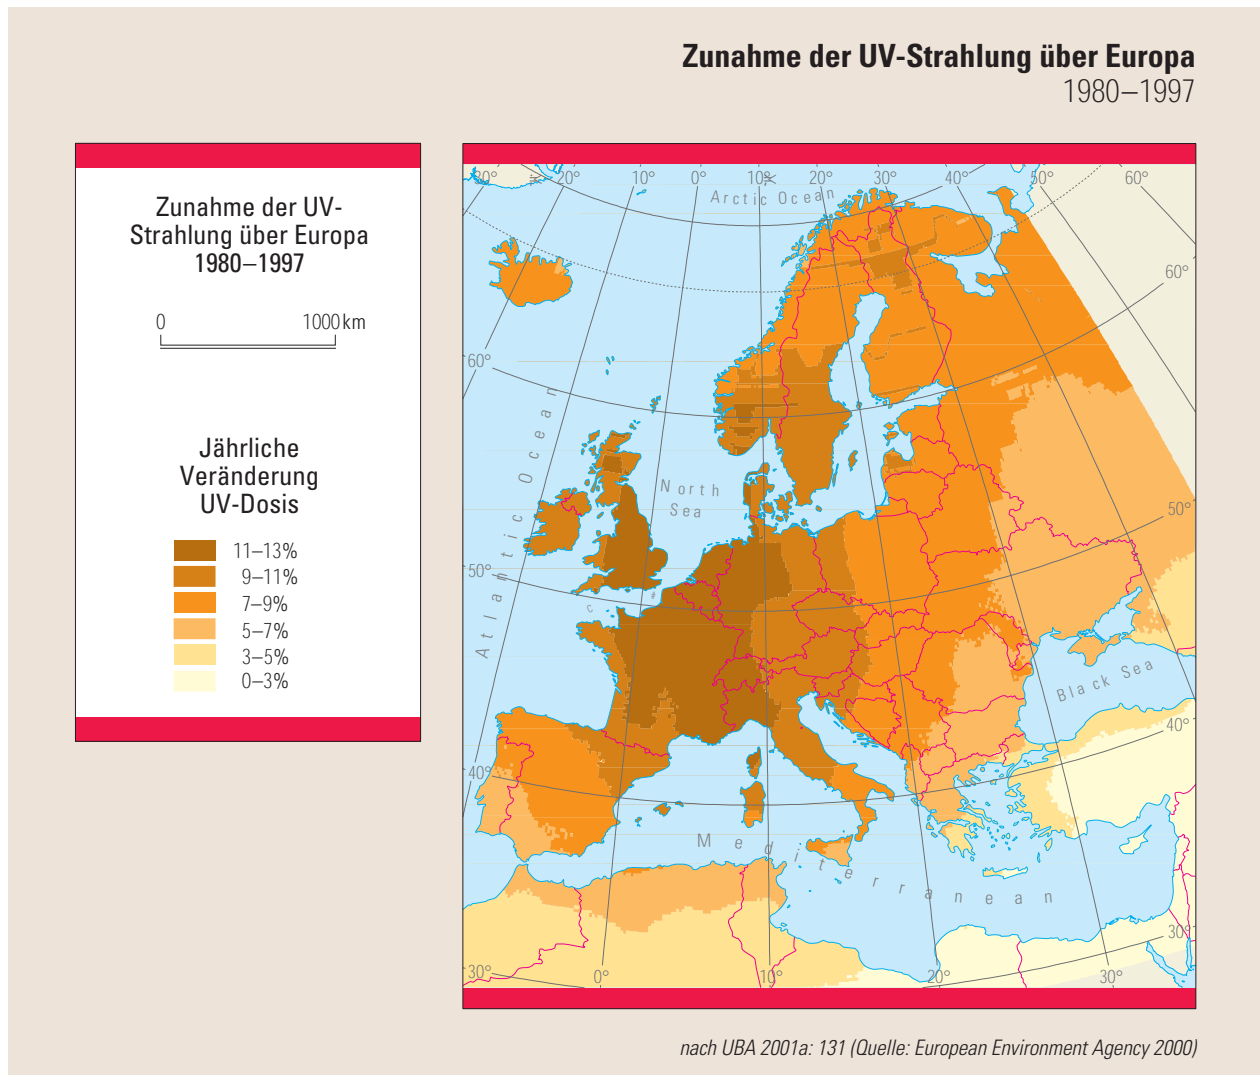 Zunahme der UV-Strahlung über Europa
1980–1997
Zunahme der UV-
Strahlung über Europa
1980–1997
0 1000 km
Jährliche
Veränderung
UV-Dosis
11–13%
9–11%
7–9%
5–7%
3–5%
0–3%
30° 20° 10° 0° 10° 20° 30° 40° 50° 60°
Arctic Ocean
60°
60°
Atlantic Ocean
North
Sea
50°
50°
Black Sea
40°
40°
Mediterranean
30°
30°
0° 10° 20° 30°
nach UBA 2001a: 131 (Quelle: European Environment Agency 2000)